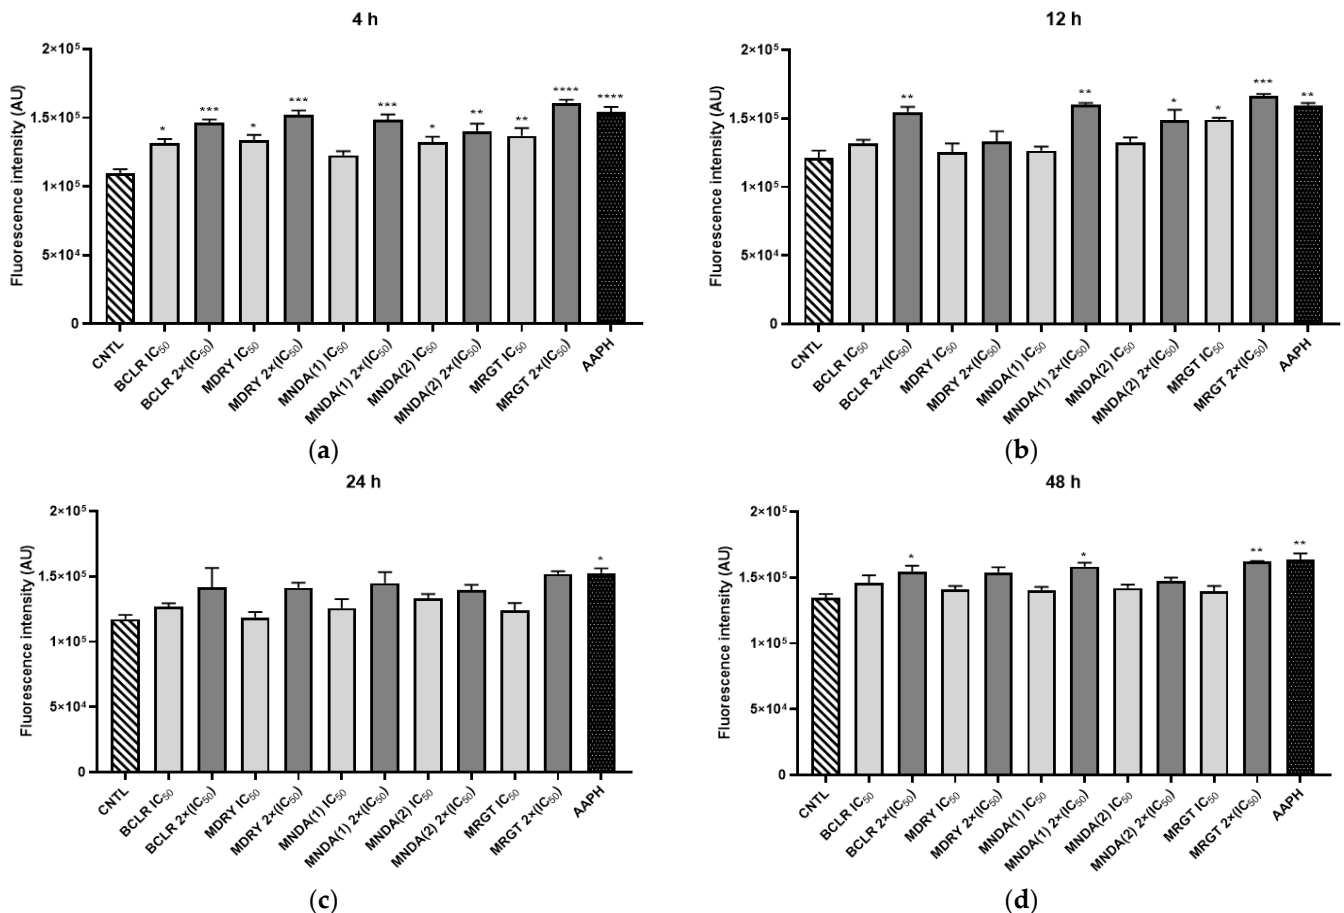 4 h
Fluorescence intensity (AU)
2×10⁵
1.5×10⁵
1×10⁵
5×10⁴
0
* *** * *** *** * ** ** **** ****
CNTL
BCLR IC₅₀
BCLR 2×(IC₅₀)
MDRY IC₅₀
MDRY 2×(IC₅₀)
MNDA(1) IC₅₀
MNDA(1) 2×(IC₅₀)
MNDA(2) IC₅₀
MNDA(2) 2×(IC₅₀)
MRGT IC₅₀
MRGT 2×(IC₅₀)
AAPH
(a)
12 h
Fluorescence intensity (AU)
2×10⁵
1.5×10⁵
1×10⁵
5×10⁴
0
** ** * * *** **
CNTL
BCLR IC₅₀
BCLR 2×(IC₅₀)
MDRY IC₅₀
MDRY 2×(IC₅₀)
MNDA(1) IC₅₀
MNDA(1) 2×(IC₅₀)
MNDA(2) IC₅₀
MNDA(2) 2×(IC₅₀)
MRGT IC₅₀
MRGT 2×(IC₅₀)
AAPH
(b)
24 h
Fluorescence intensity (AU)
2×10⁵
1.5×10⁵
1×10⁵
5×10⁴
0
*
CNTL
BCLR IC₅₀
BCLR 2×(IC₅₀)
MDRY IC₅₀
MDRY 2×(IC₅₀)
MNDA(1) IC₅₀
MNDA(1) 2×(IC₅₀)
MNDA(2) IC₅₀
MNDA(2) 2×(IC₅₀)
MRGT IC₅₀
MRGT 2×(IC₅₀)
AAPH
(c)
48 h
Fluorescence intensity (AU)
2×10⁵
1.5×10⁵
1×10⁵
5×10⁴
0
* * ** **
CNTL
BCLR IC₅₀
BCLR 2×(IC₅₀)
MDRY IC₅₀
MDRY 2×(IC₅₀)
MNDA(1) IC₅₀
MNDA(1) 2×(IC₅₀)
MNDA(2) IC₅₀
MNDA(2) 2×(IC₅₀)
MRGT IC₅₀
MRGT 2×(IC₅₀)
AAPH
(d)